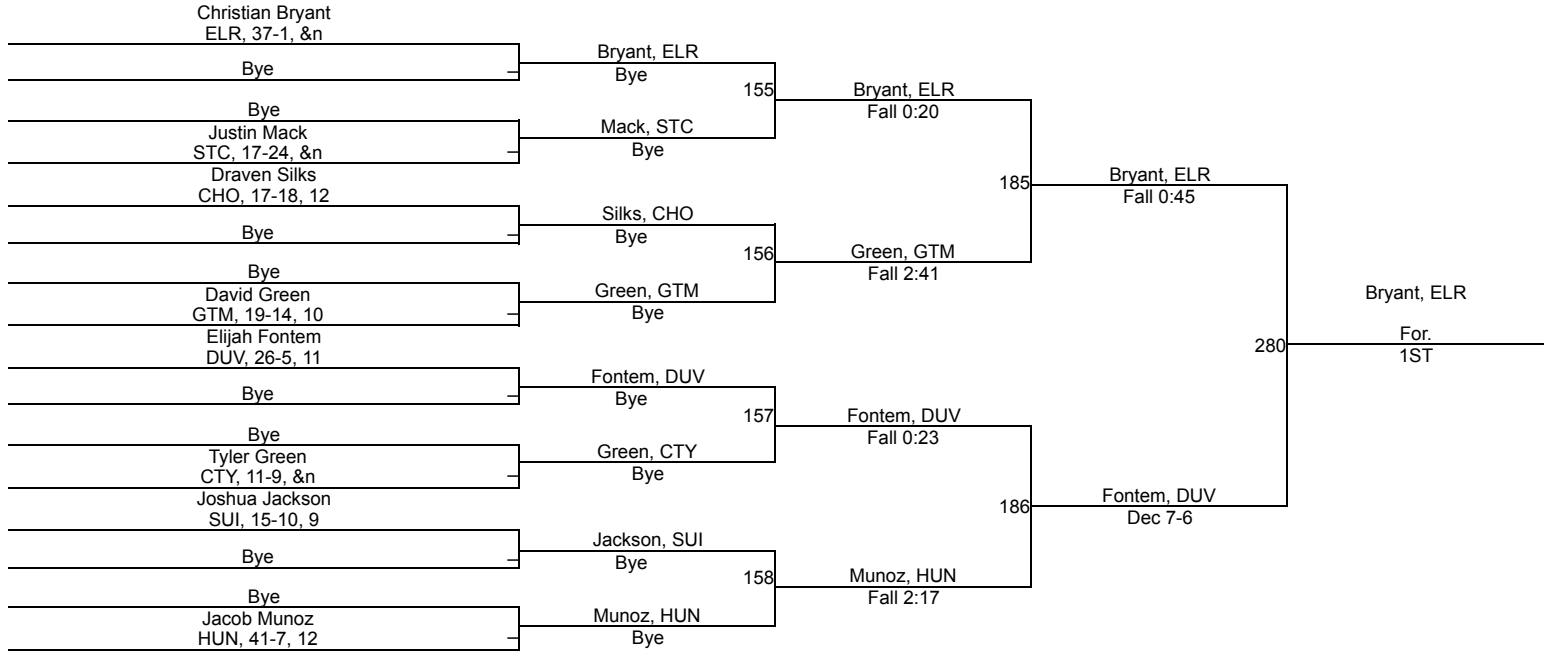 Christian Bryant
ELR, 37-1, &n
Bye
Bye
Justin Mack
STC, 17-24, &n
Draven Silks
CHO, 17-18, 12
Bye
Bye
David Green
GTM, 19-14, 10
Elijah Fontem
DUV, 26-5, 11
Bye
Bye
Tyler Green
CTY, 11-9, &n
Joshua Jackson
SUI, 15-10, 9
Bye
Bye
Jacob Munoz
HUN, 41-7, 12
Bryant, ELR
Bye
155
Mack, STC
Bye
Silks, CHO
Bye
156
Green, GTM
Bye
Fontem, DUV
Bye
157
Green, CTY
Bye
Jackson, SUI
Bye
158
Munoz, HUN
Bye
Bryant, ELR
Fall 0:20
185
Green, GTM
Fall 2:41
Fontem, DUV
Fall 0:23
186
Munoz, HUN
Fall 2:17
Bryant, ELR
Fall 0:45
280
Fontem, DUV
Dec 7-6
Bryant, ELR
For.
1ST